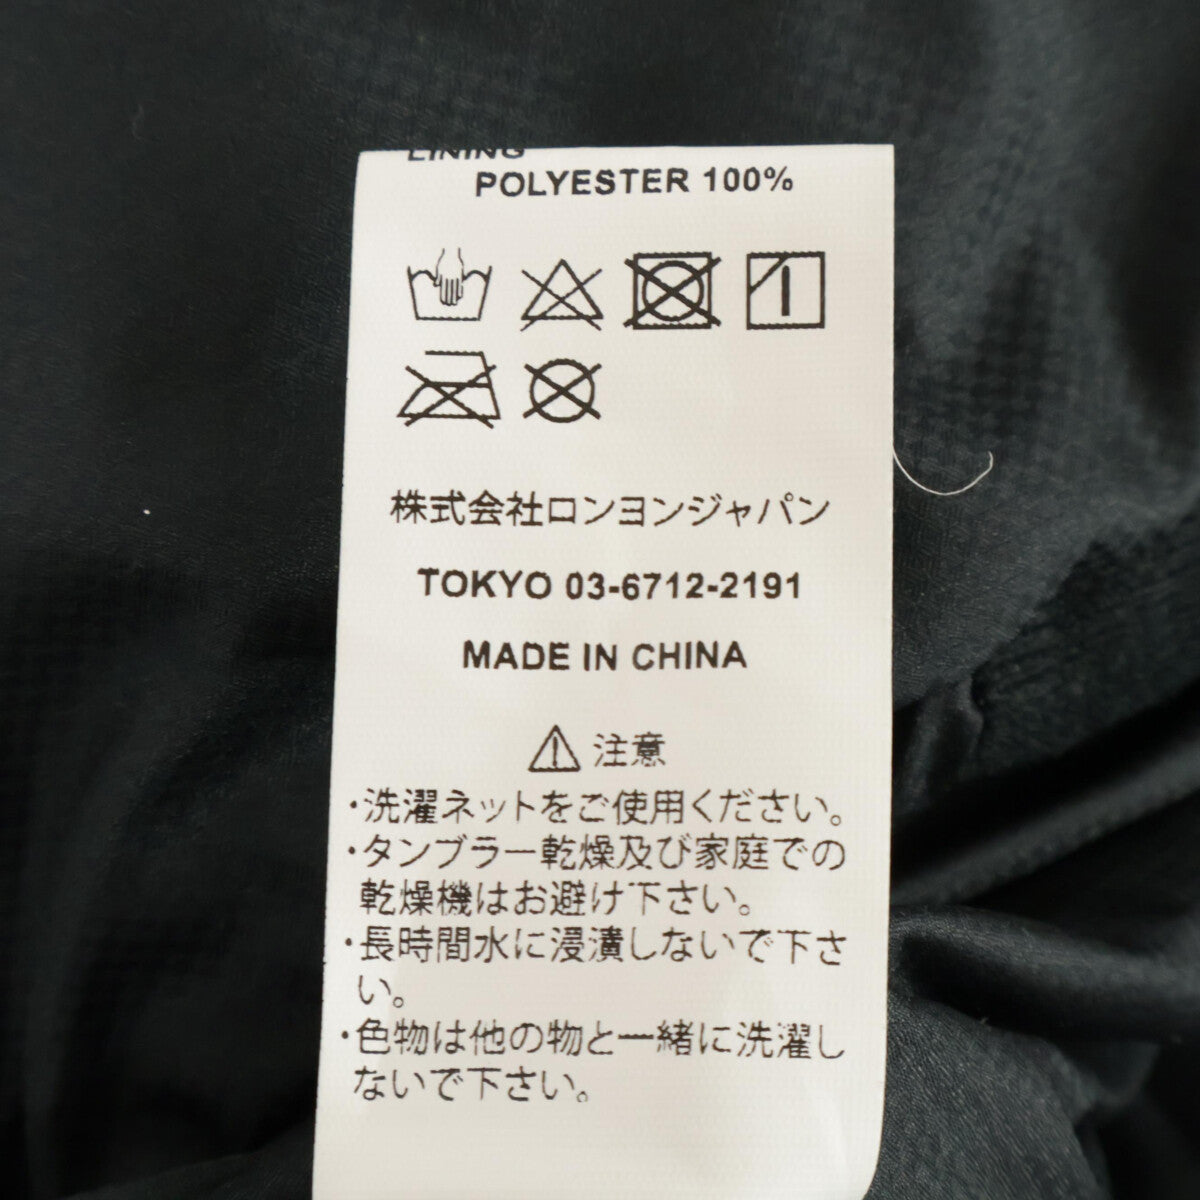 LINING
POLYESTER 100%
株式会社ロンヨンジャパン
TOKYO 03-6712-2191
MADE IN CHINA
注意
・洗濯ネットをご使用ください。
・タンブラー乾燥及び家庭での
乾燥機はお避け下さい。
・長時間水に浸漬しないで下さ
い。
・色物は他の物と一緒に洗濯し
ないで下さい。